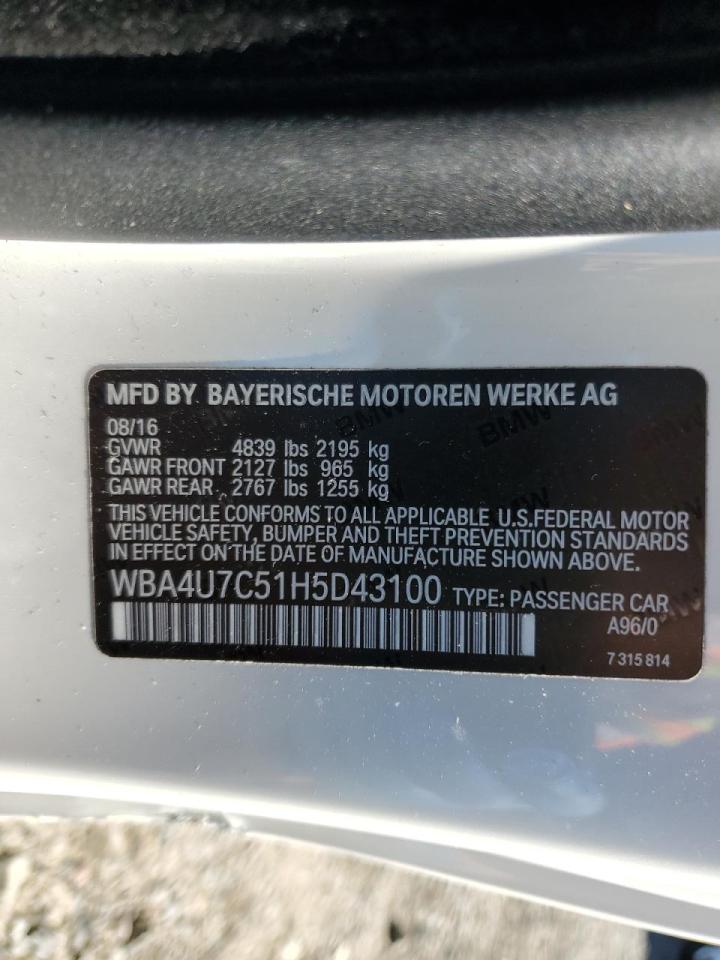 MFD BY BAYERISCHE MOTOREN WERKE AG
08/16
GVWR 4839 lbs 2195 kg
GAWR FRONT 2127 lbs 965 kg
GAWR REAR 2767 lbs 1255 kg
THIS VEHICLE CONFORMS TO ALL APPLICABLE U.S.FEDERAL MOTOR
VEHICLE SAFETY, BUMPER AND THEFT PREVENTION STANDARDS
IN EFFECT ON THE DATE OF MANUFACTURE SHOWN ABOVE.
WBA4U7C51H5D43100 TYPE: PASSENGER CAR
A96/0
7 315 814
BMW
BMW
BMW